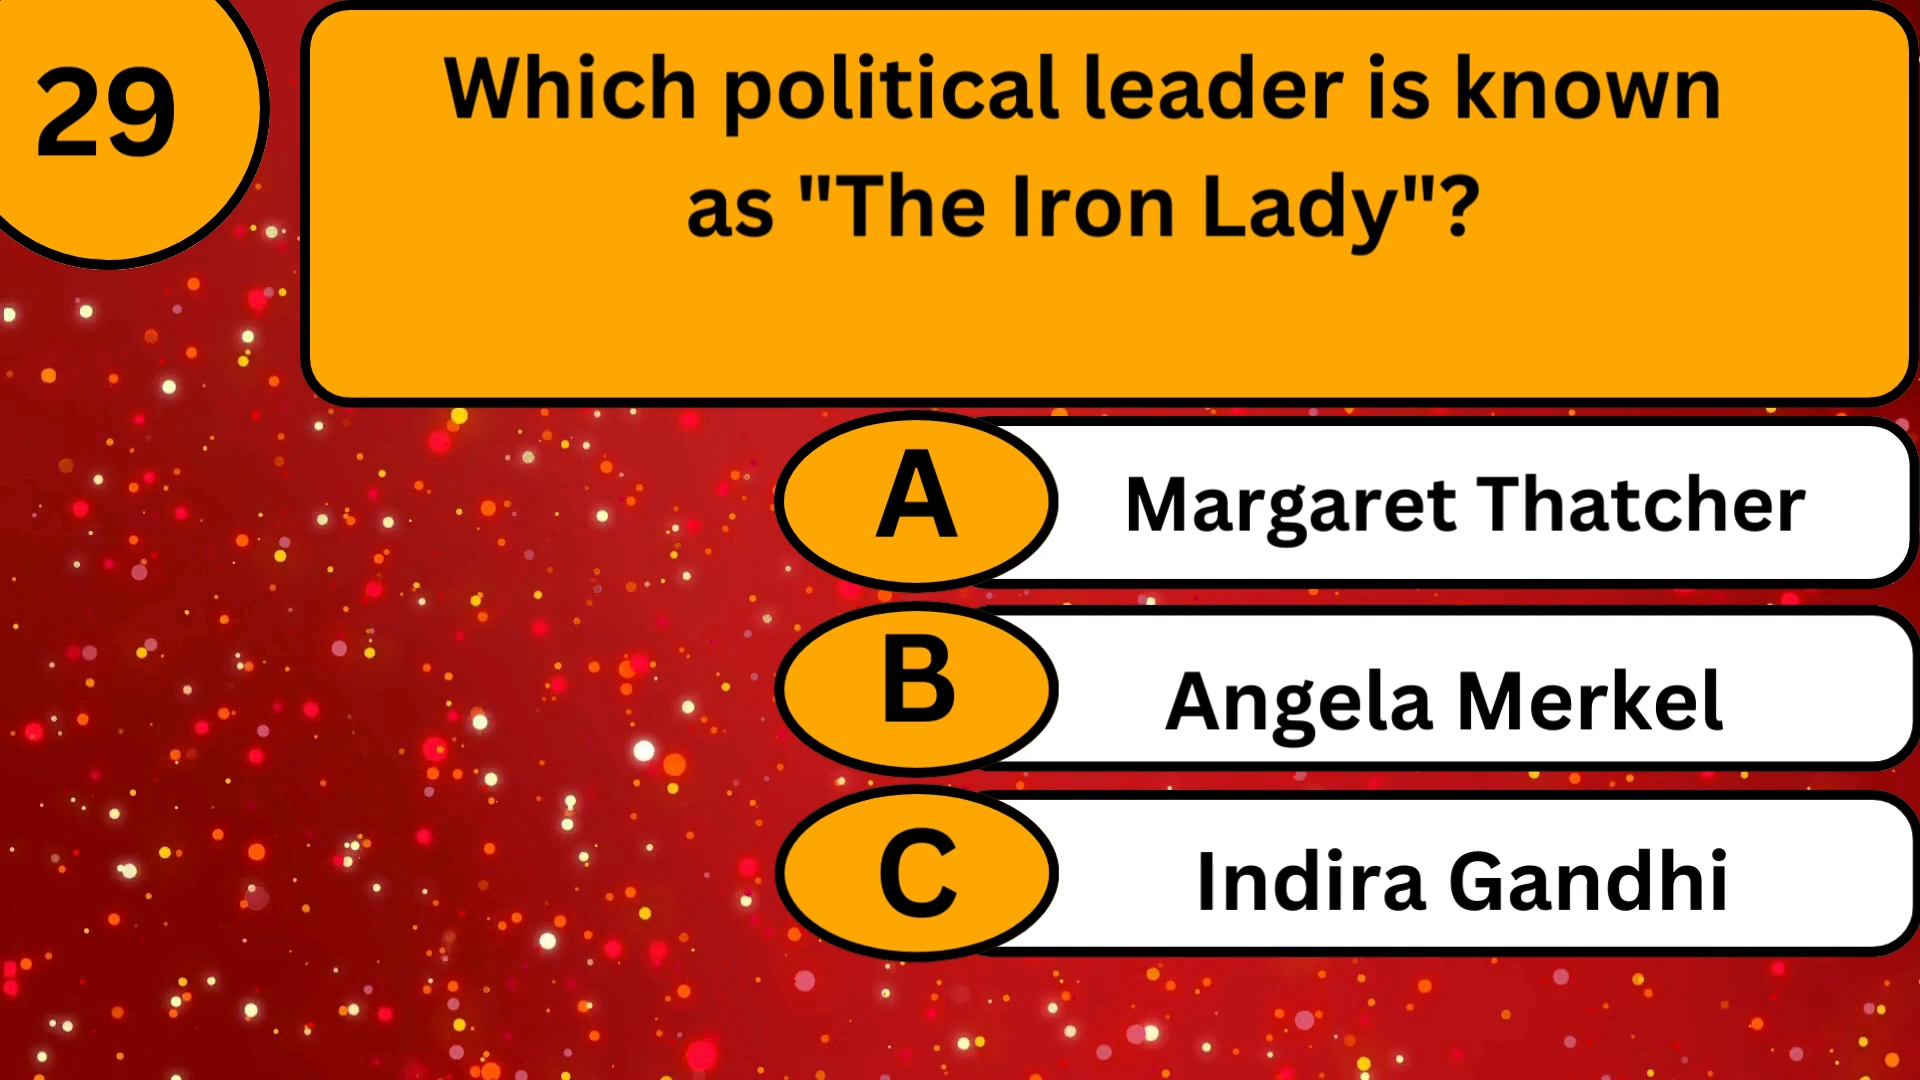 29
Which political leader is known
as "The Iron Lady"?
A
Margaret Thatcher
B
Angela Merkel
C
Indira Gandhi